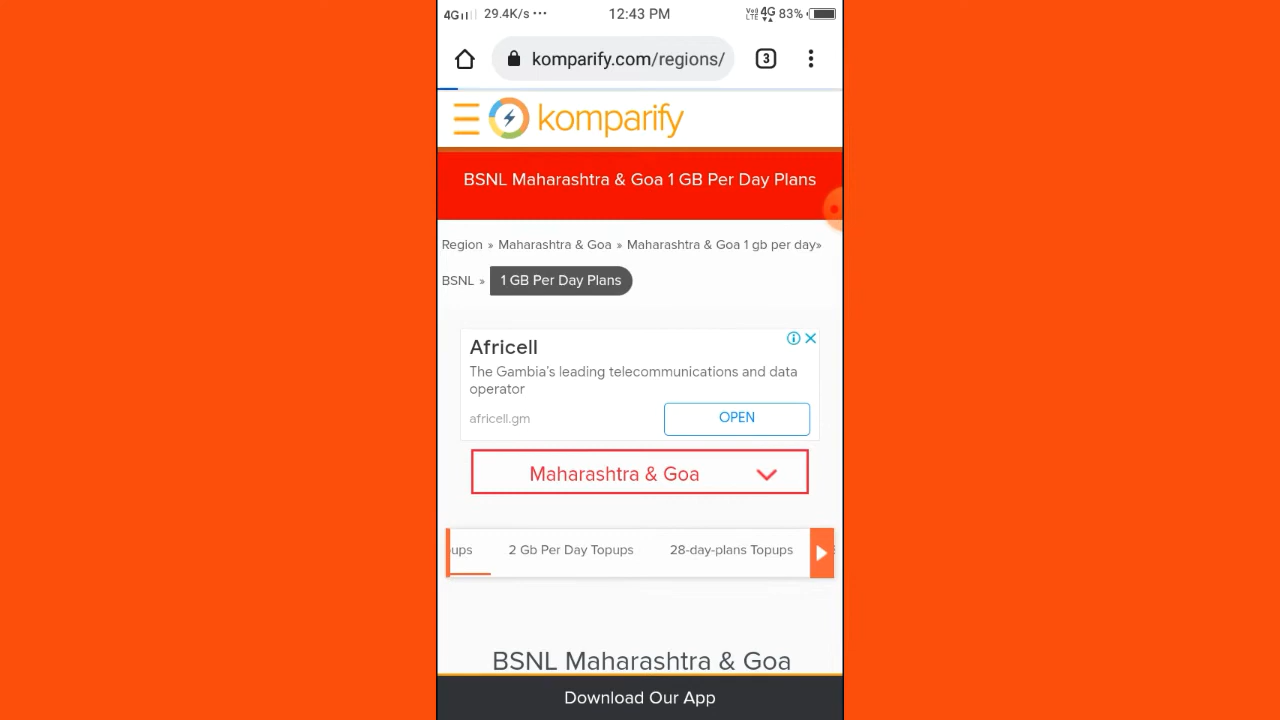 4G 29.4K/s ··· 12:43 PM Vo) LTE 4G 83%
komparify.com/regions/ 3
komparify
BSNL Maharashtra & Goa 1 GB Per Day Plans
Region » Maharashtra & Goa » Maharashtra & Goa 1 gb per day»
BSNL » 1 GB Per Day Plans
Africell
The Gambia's leading telecommunications and data
operator
africell.gm OPEN
Maharashtra & Goa
ups 2 Gb Per Day Topups 28-day-plans Topups
BSNL Maharashtra & Goa
Download Our App